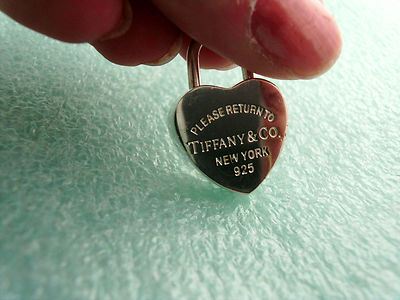 PLEASE RETURN TO
TIFFANY & CO.
NEW YORK
925